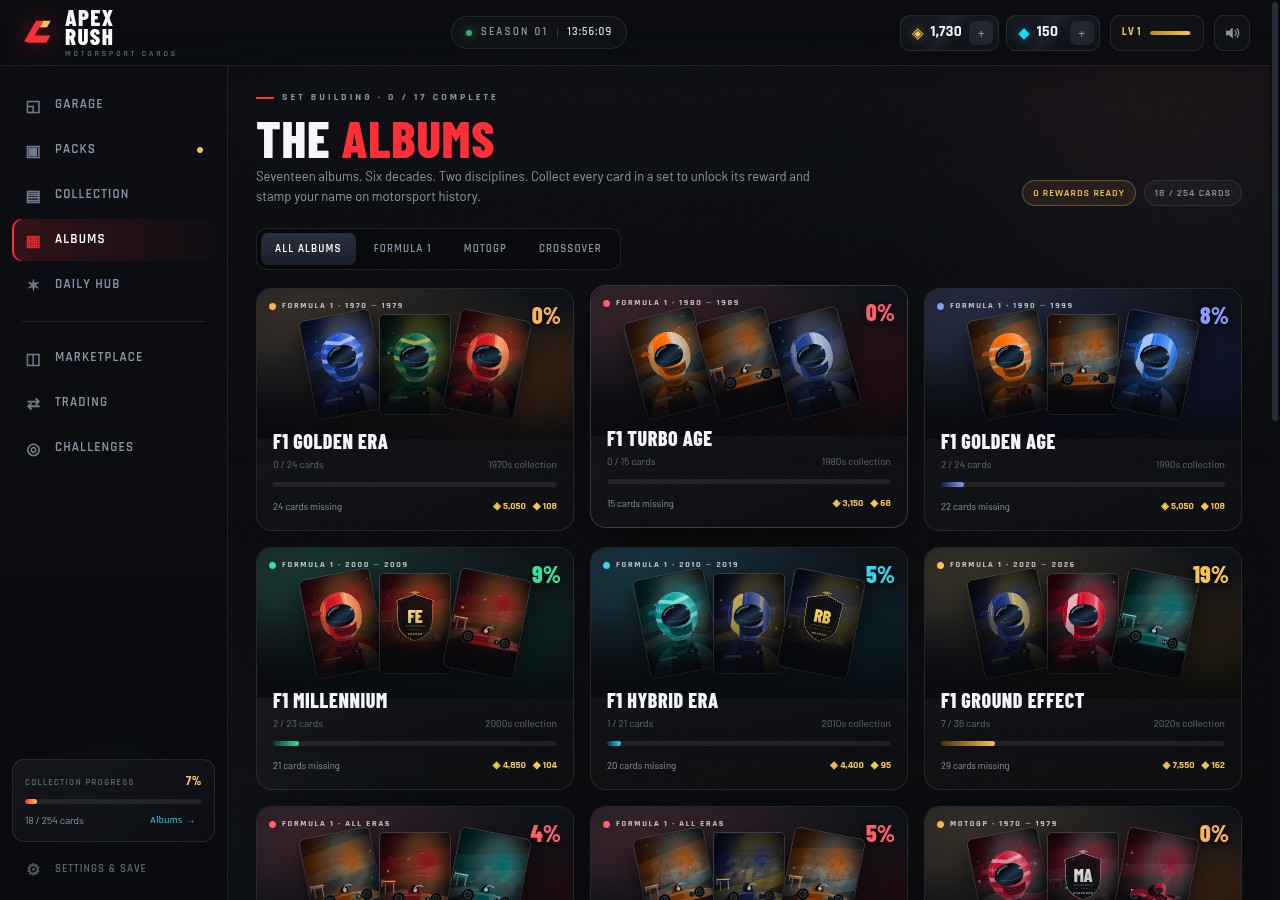 APEX
RUSH
MOTORSPORT CARDS
SEASON 01 | 13:56:09
1,730 +
150 +
LV 1
GARAGE
PACKS
COLLECTION
ALBUMS
DAILY HUB
MARKETPLACE
TRADING
CHALLENGES
COLLECTION PROGRESS 7%
18 / 254 cards Albums →
SETTINGS & SAVE
SET BUILDING · 0 / 17 COMPLETE
THE ALBUMS
Seventeen albums. Six decades. Two disciplines. Collect every card in a set to unlock its reward and
stamp your name on motorsport history.
0 REWARDS READY
18 / 254 CARDS
ALL ALBUMS FORMULA 1 MOTOGP CROSSOVER
FORMULA 1 · 1970 — 1979 0%
F1 GOLDEN ERA
0 / 24 cards 1970s collection
24 cards missing 5,050 108
FORMULA 1 · 1980 — 1989 0%
F1 TURBO AGE
0 / 15 cards 1980s collection
15 cards missing 3,150 68
FORMULA 1 · 1990 — 1999 8%
F1 GOLDEN AGE
2 / 24 cards 1990s collection
22 cards missing 5,050 108
FORMULA 1 · 2000 — 2009 9%
FE
F1 MILLENNIUM
2 / 23 cards 2000s collection
21 cards missing 4,850 104
FORMULA 1 · 2010 — 2019 5%
RB
F1 HYBRID ERA
1 / 21 cards 2010s collection
20 cards missing 4,400 95
FORMULA 1 · 2020 — 2026 19%
F1 GROUND EFFECT
7 / 36 cards 2020s collection
29 cards missing 7,550 162
FORMULA 1 · ALL ERAS 4%
FORMULA 1 · ALL ERAS 5%
MOTOGP · 1970 — 1979 0%
MA